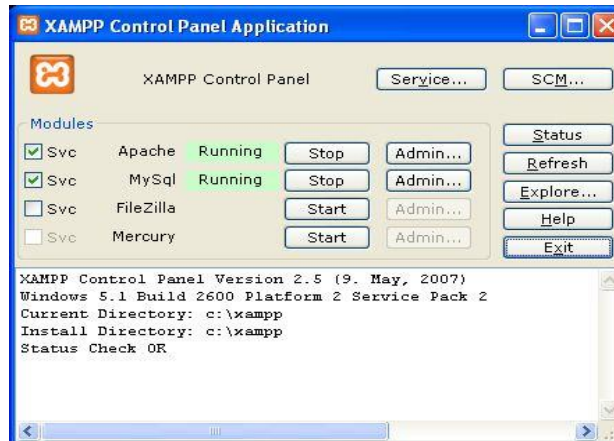 XAMPP Control Panel Application
XAMPP Control Panel Service... SCM...
Modules
Svc Apache Running Stop Admin...
Svc MySql Running Stop Admin...
Svc FileZilla Start Admin...
Svc Mercury Start Admin...
Status
Refresh
Explore...
Help
Exit
XAMPP Control Panel Version 2.5 (9. May, 2007)
Windows 5.1 Build 2600 Platform 2 Service Pack 2
Current Directory: c:\xampp
Install Directory: c:\xampp
Status Check OK